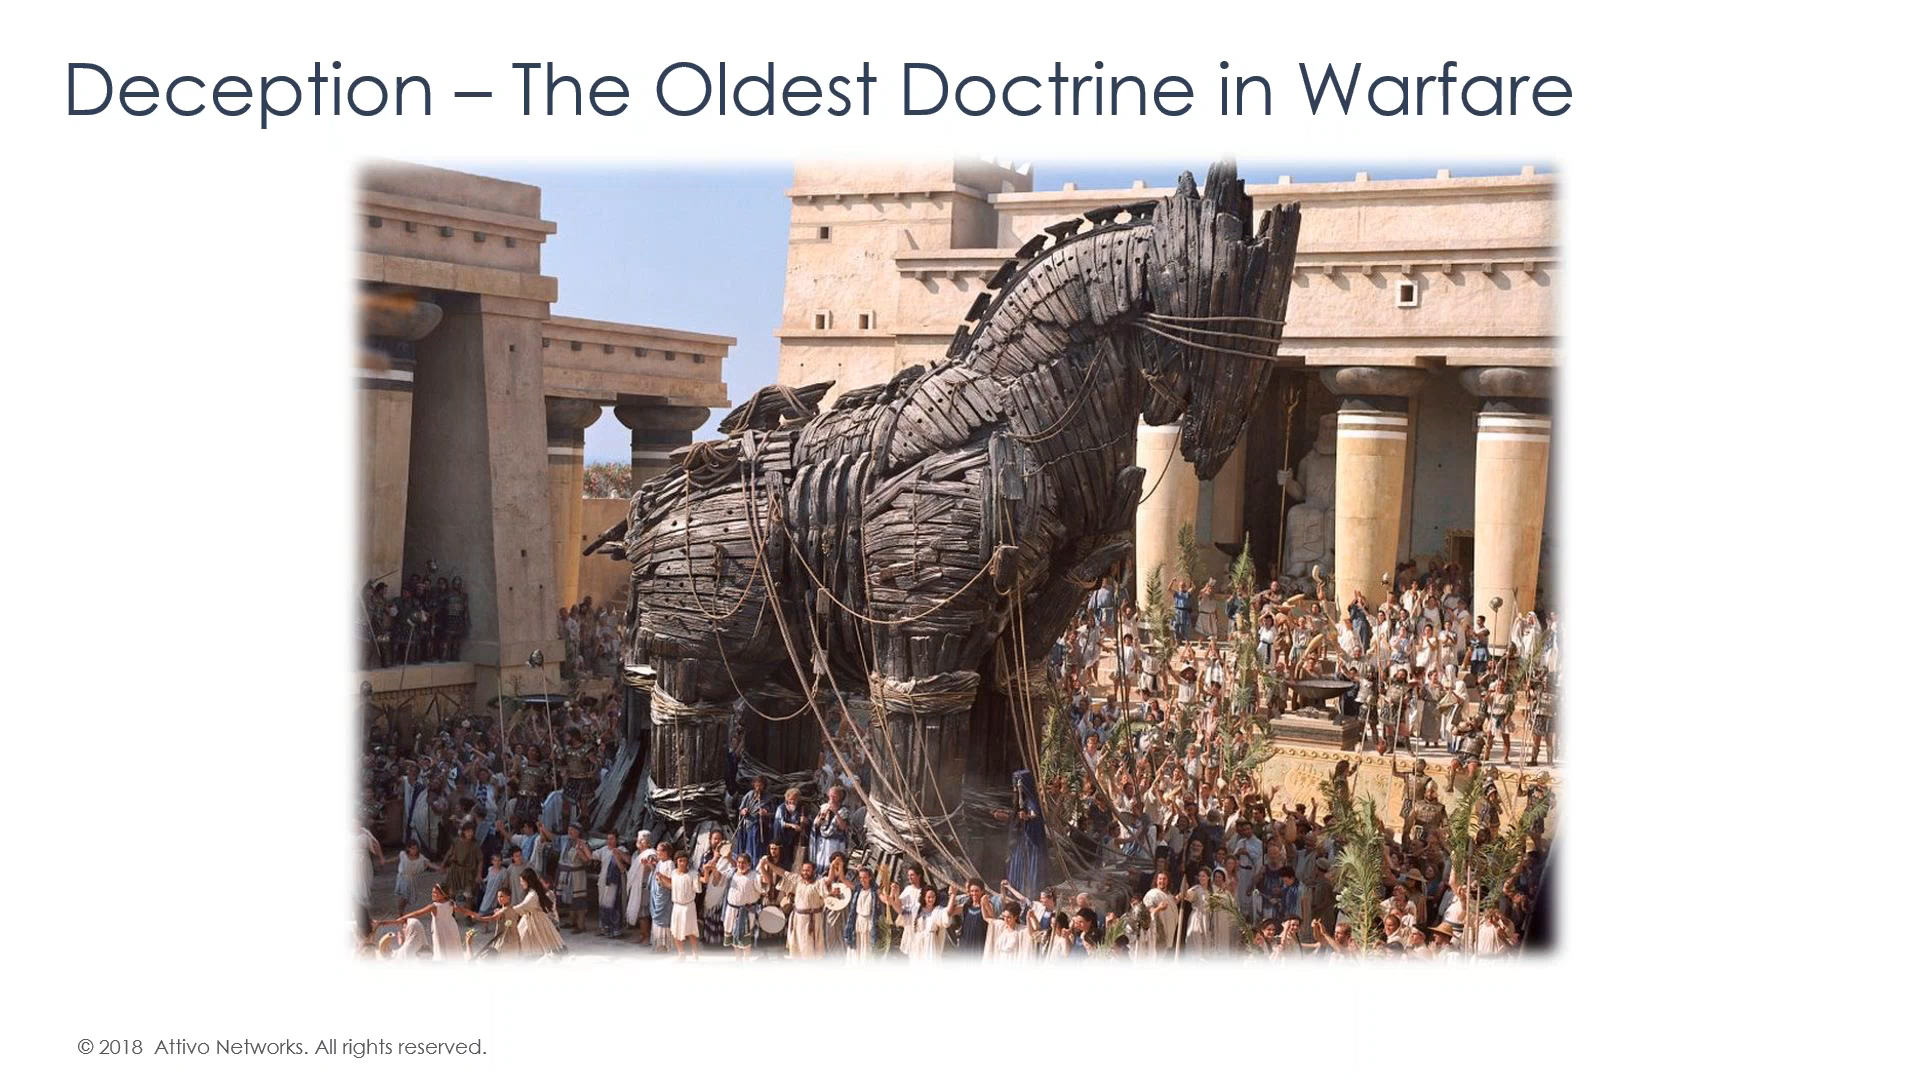 Deception – The Oldest Doctrine in Warfare
© 2018 Attivo Networks. All rights reserved.